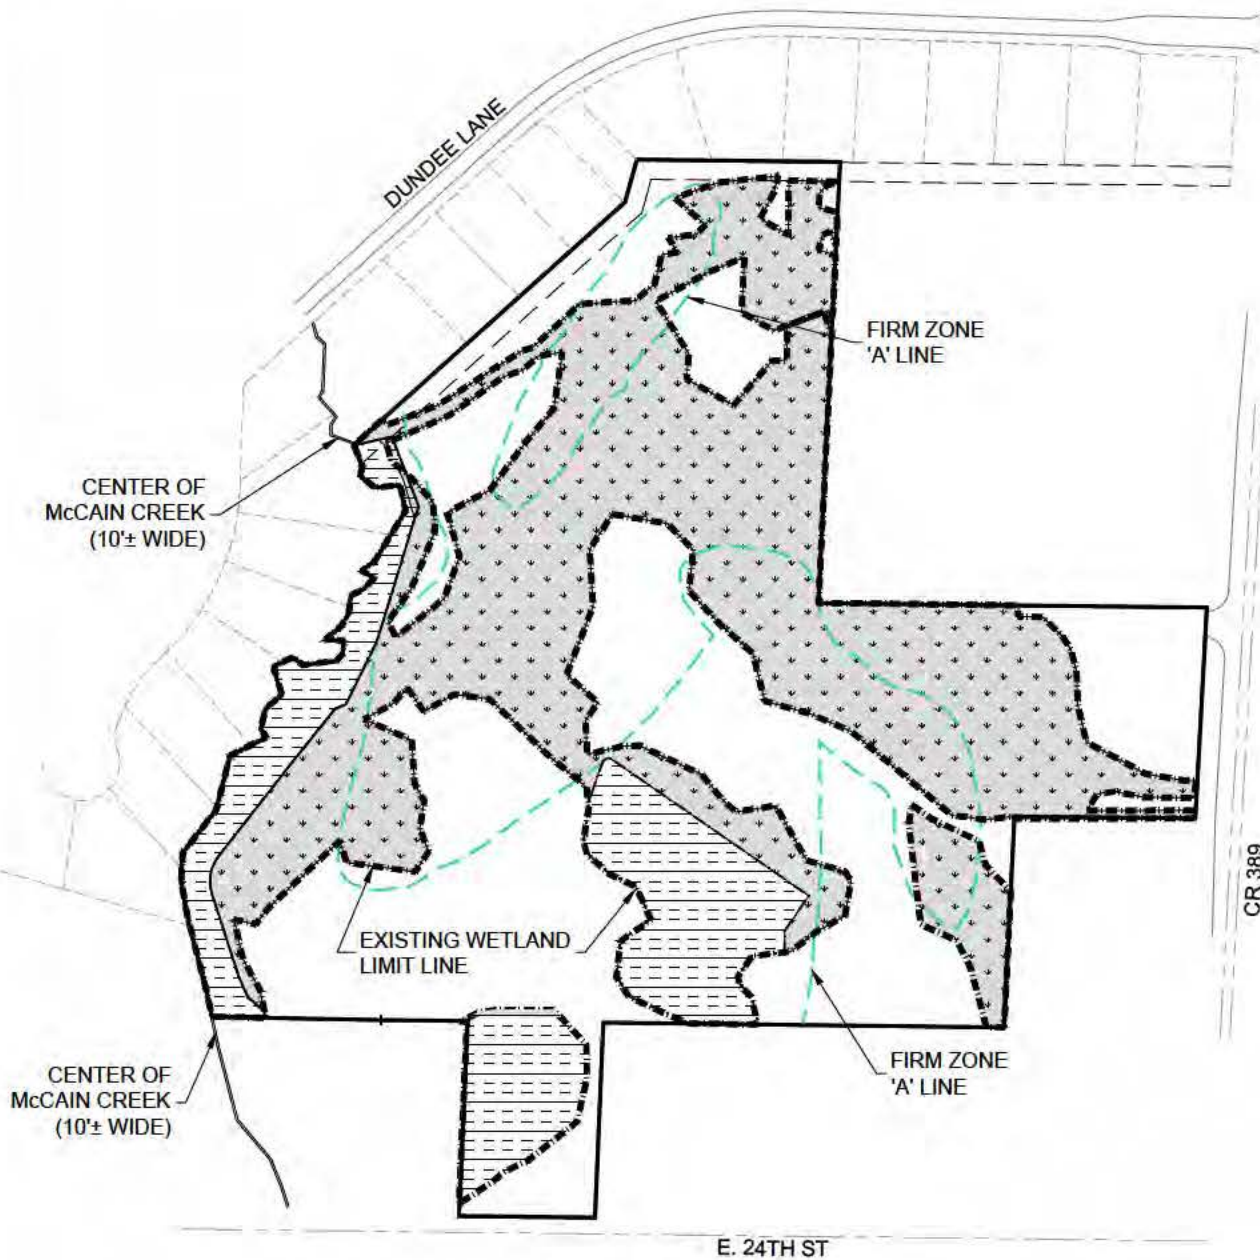 DUNDEE LANE
FIRM ZONE
'A' LINE
CENTER OF
McCAIN CREEK
(10'± WIDE)
N
EXISTING WETLAND
LIMIT LINE
CR 389
FIRM ZONE
'A' LINE
CENTER OF
McCAIN CREEK
(10'± WIDE)
E. 24TH ST